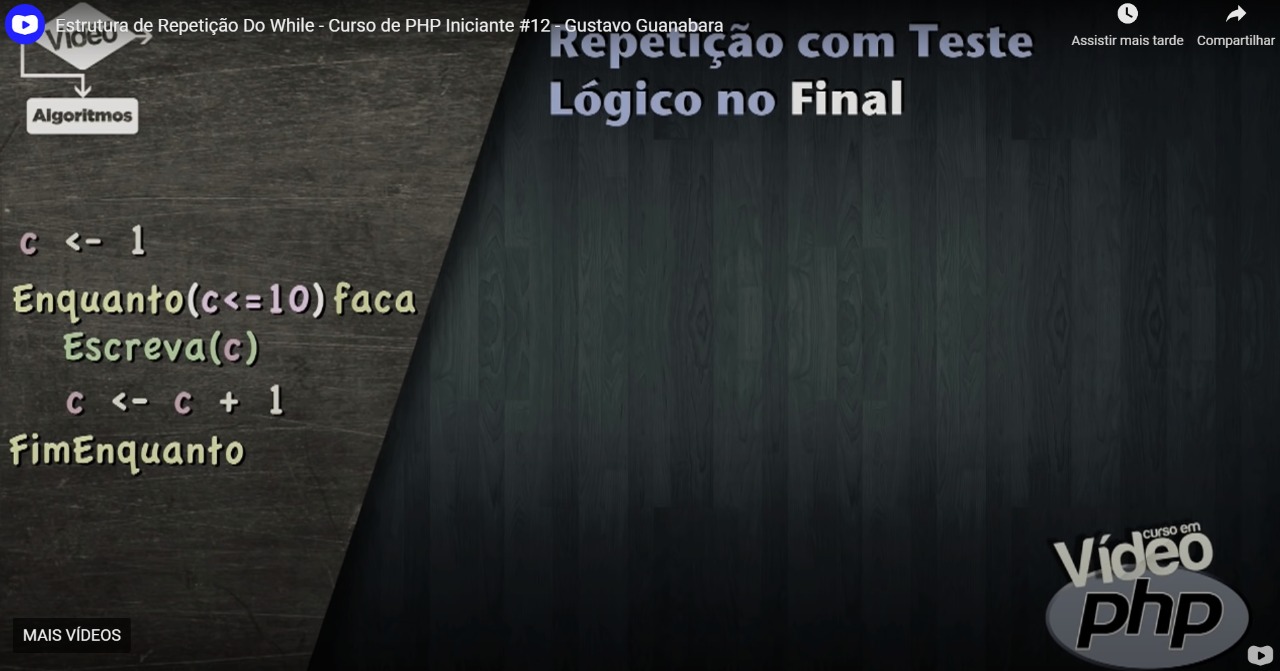 Estrutura de Repetição Do While - Curso de PHP Iniciante #12 - Gustavo Guanabara
Assistir mais tarde
Compartilhar
Vídeo
Algoritmos
Repetição com Teste
Lógico no Final
c <- 1
Enquanto(c<=10)faca
Escreva(c)
c <- c + 1
FimEnquanto
curso em
Vídeo
php
MAIS VÍDEOS